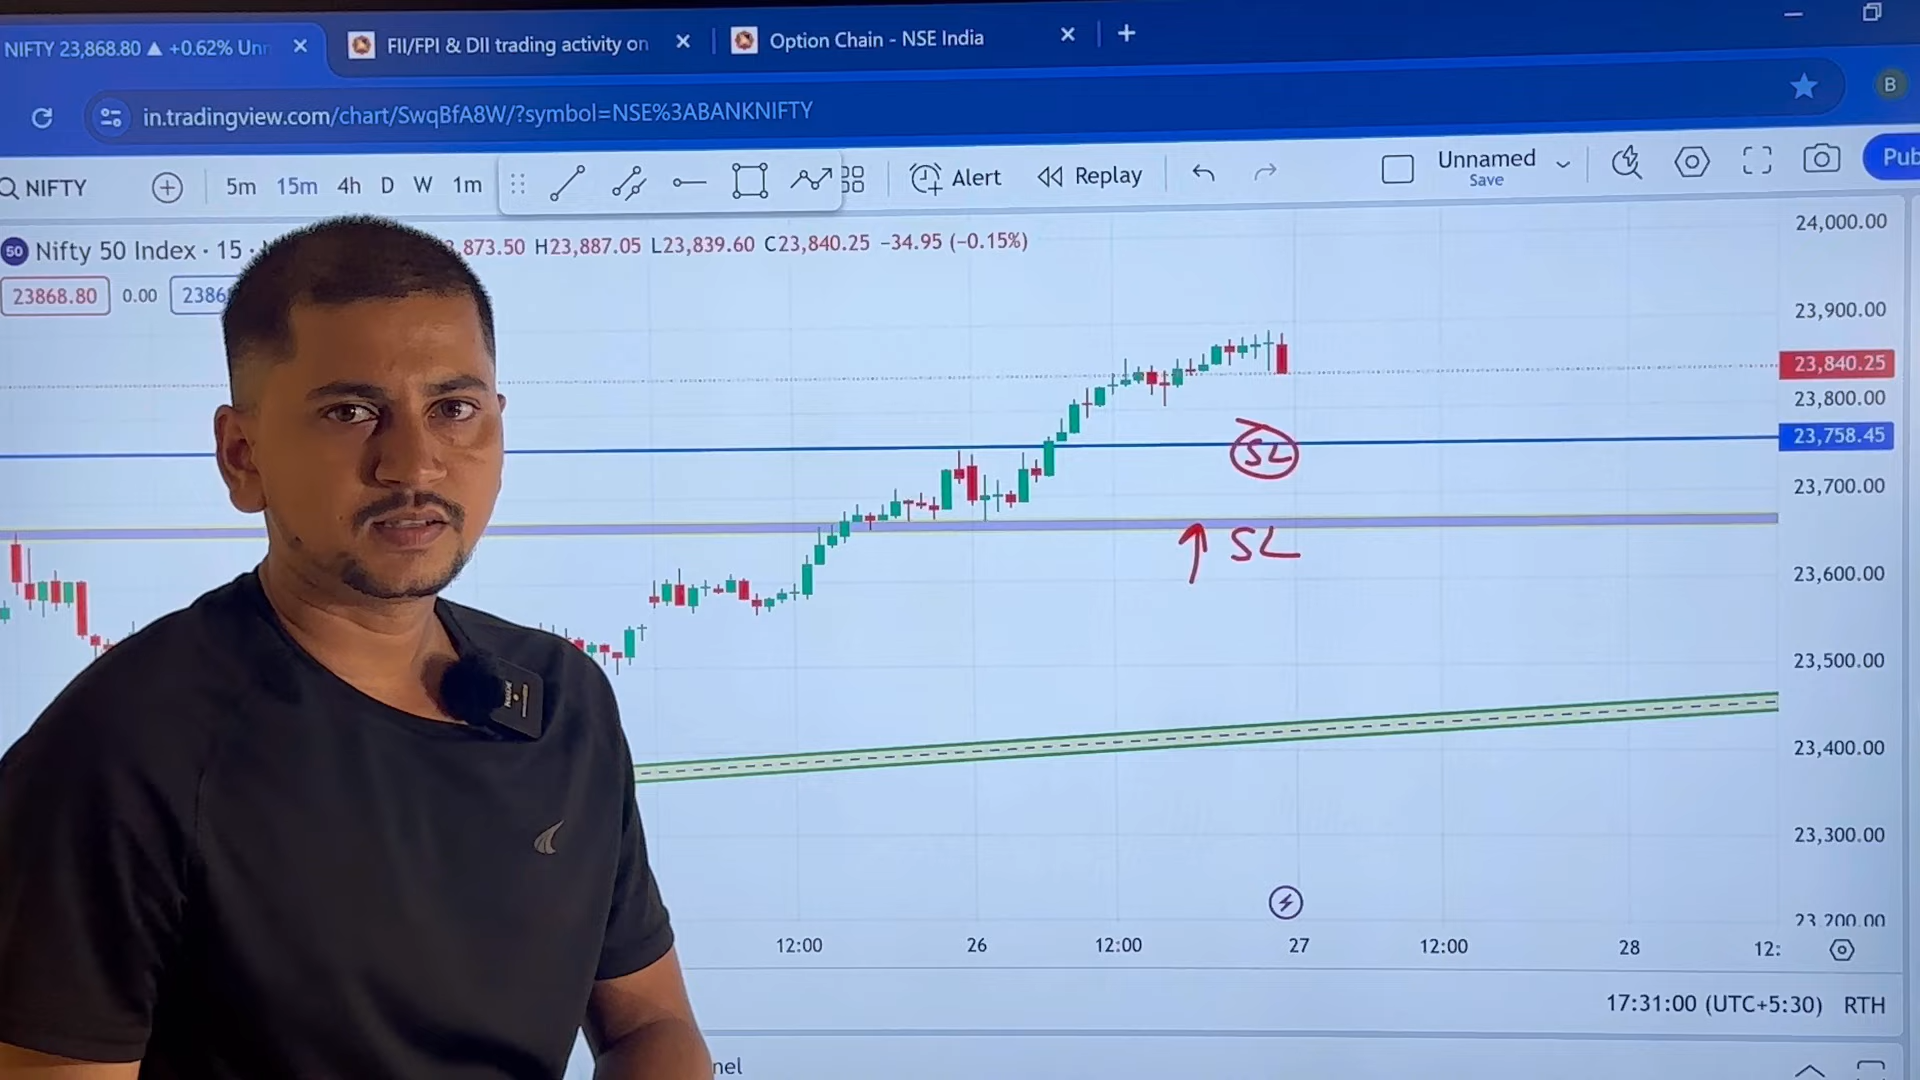 NIFTY 23,868.80 ▲ +0.62% Unn
FII/FPI & DII trading activity on
Option Chain - NSE India
in.tradingview.com/chart/SwqBfA8W/?symbol=NSE%3ABANKNIFTY
B
NIFTY
5m 15m 4h D W 1m
Alert
Replay
Unnamed
Save
Pub
50 Nifty 50 Index · 15 ·
873.50 H23,887.05 L23,839.60 C23,840.25 −34.95 (−0.15%)
23868.80 0.00 2386
24,000.00
23,900.00
23,840.25
23,800.00
23,758.45
23,700.00
23,600.00
23,500.00
23,400.00
23,300.00
23,200.00
SL
SL
12:00 26 12:00 27 12:00 28 12:
17:31:00 (UTC+5:30) RTH
nel